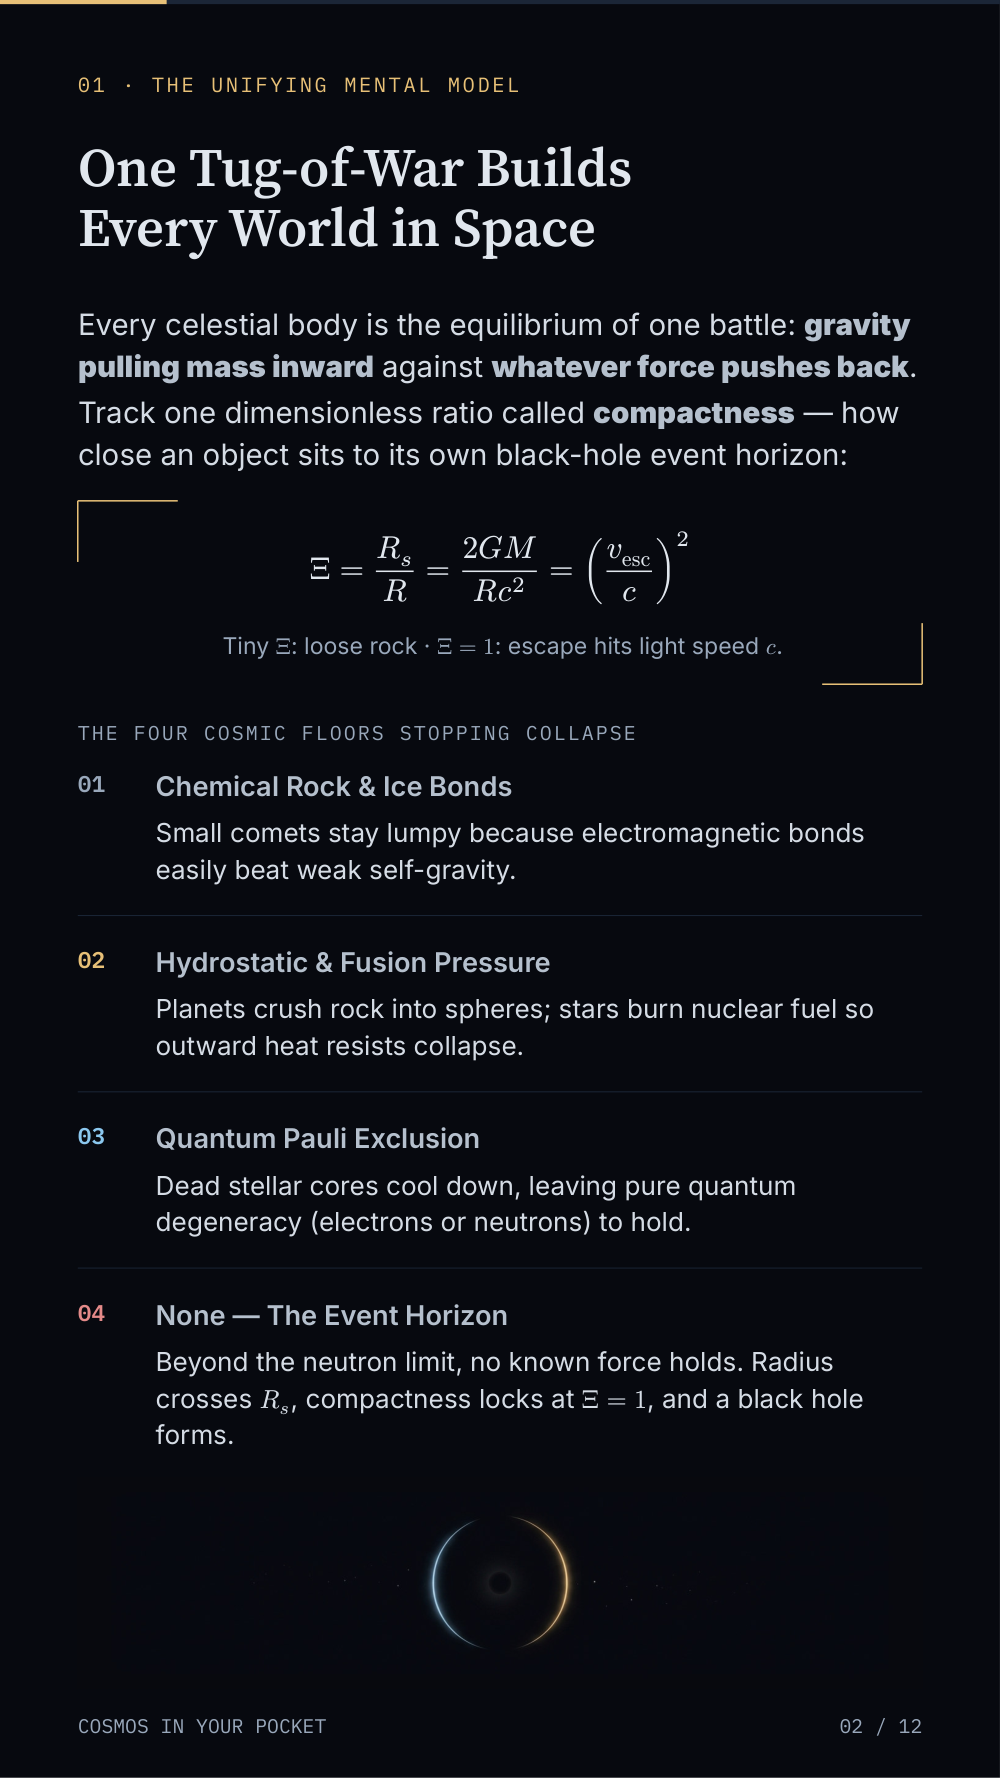 01 · THE UNIFYING MENTAL MODEL
One Tug-of-War Builds
Every World in Space
Every celestial body is the equilibrium of one battle: gravity
pulling mass inward against whatever force pushes back.
Track one dimensionless ratio called compactness — how
close an object sits to its own black-hole event horizon:
Ξ = R_s/R = 2GM/Rc² = (v_esc/c)²
Tiny Ξ: loose rock · Ξ = 1: escape hits light speed c.
THE FOUR COSMIC FLOORS STOPPING COLLAPSE
01 Chemical Rock & Ice Bonds
Small comets stay lumpy because electromagnetic bonds
easily beat weak self-gravity.
02 Hydrostatic & Fusion Pressure
Planets crush rock into spheres; stars burn nuclear fuel so
outward heat resists collapse.
03 Quantum Pauli Exclusion
Dead stellar cores cool down, leaving pure quantum
degeneracy (electrons or neutrons) to hold.
04 None — The Event Horizon
Beyond the neutron limit, no known force holds. Radius
crosses R_s, compactness locks at Ξ = 1, and a black hole
forms.
COSMOS IN YOUR POCKET 02 / 12